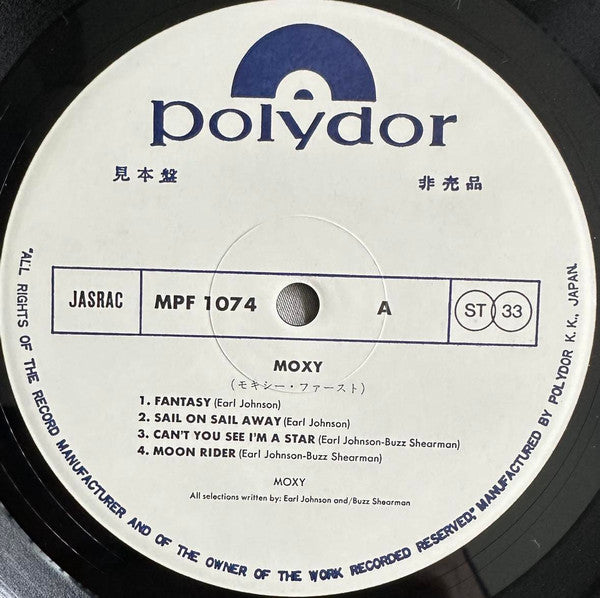 polydor
見本盤
非売品
JASRAC
MPF 1074
A
ST 33
MOXY
(モキシー・ファースト)
1. FANTASY (Earl Johnson)
2. SAIL ON SAIL AWAY (Earl Johnson)
3. CAN'T YOU SEE I'M A STAR (Earl Johnson-Buzz Shearman)
4. MOON RIDER (Earl Johnson-Buzz Shearman)
MOXY
All selections written by: Earl Johnson and/Buzz Shearman
"ALL RIGHTS OF THE RECORD MANUFACTURER AND OF THE OWNER OF THE WORK RECORDED RESERVED," MANUFACTURED BY POLYDOR K.K., JAPAN.